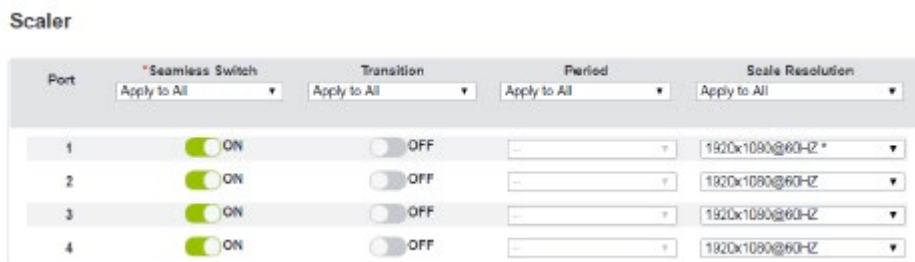 Scaler
Port *Seamless Switch Transition Period Scale Resolution
Apply to All Apply to All Apply to All Apply to All
1 ON OFF -- 1920x1080@60HZ *
2 ON OFF -- 1920x1080@60HZ
3 ON OFF -- 1920x1080@60HZ
4 ON OFF -- 1920x1080@60HZ